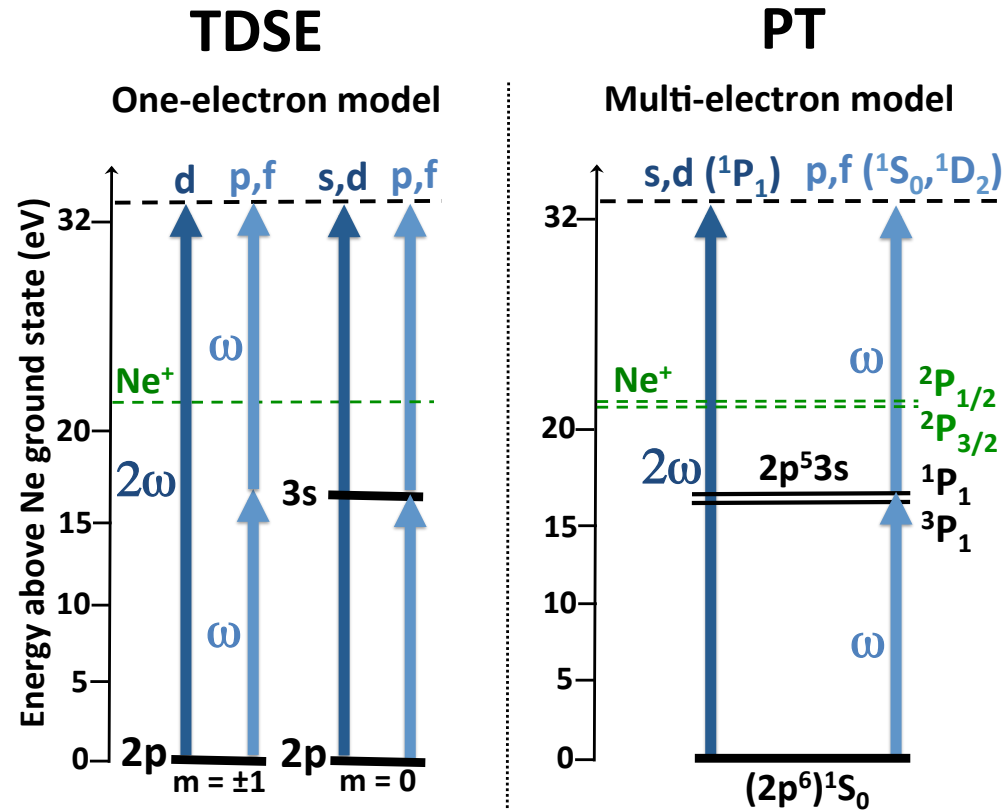 TDSE
One-electron model
Energy above Ne ground state (eV)
d p,f s,d p,f
32
ω
Ne⁺
20
2ω
3s
15
10
ω
5
0
2p 2p
m = ±1 m = 0
PT
Multi-electron model
s,d (¹P₁) p,f (¹S₀,¹D₂)
32
ω
Ne⁺
²P₁/₂
20
²P₃/₂
2ω
2p⁵3s
¹P₁
15
³P₁
10
ω
5
0
(2p⁶)¹S₀